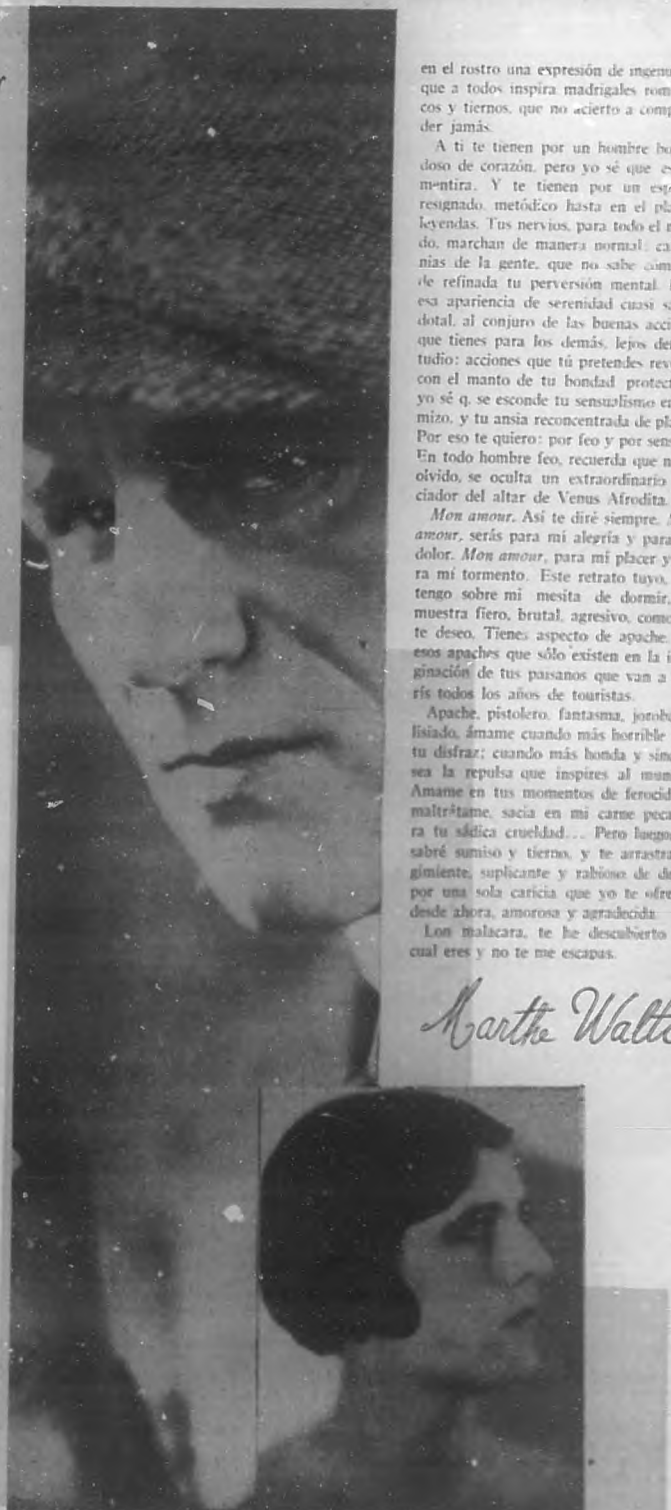 en el rostro una expresión de ingenu
que a todos inspira madrigales rom
cos y tiernos, que no acierto a comp
der jamás.
A ti te tienen por un hombre bo
doso de corazón, pero yo sé que es
mentira. Y te tienen por un est
resignado, metódico hasta en el pla
leyendas. Tus nervios, para todo el m
do, marchan de manera normal: ca
nias de la gente, que no sabe cóm
de refinada tu perversión mental.
esa apariencia de serenidad cuasi sa
dotal, al conjuro de las buenas acci
que tienes para los demás, lejos de
tudio: acciones que tú pretendes rev
con el manto de tu bondad protect
yo sé q. se esconde tu sensualismo e
mizo, y tu ansia reconcentrada de pla
Por eso te quiero: por feo y por sens
En todo hombre feo, recuerda que n
olvido, se oculta un extraordinario
ciador del altar de Venus Afrodita.
Mon amour. Así te diré siempre.
amour, serás para mi alegría y para
dolor. Mon amour, para mi placer y
ra mi tormento. Este retrato tuyo,
tengo sobre mi mesita de dormir,
muestra fiero, brutal, agresivo, como
te deseo. Tienes aspecto de apache,
esos apaches que sólo existen en la i
ginación de tus paisanos que van a
rís todos los años de touristas.
Apache, pistolero, fantasma, joroba
lisiado, ámame cuando más horrible
tu disfraz; cuando más honda y sinc
sea la repulsa que inspires al mun
Amame en tus momentos de ferocid
maltrátame, sacia en mi carne peca
ra tu sádica crueldad... Pero luego
sabré sumiso y tierno, y te arrastra
gimiente, suplicante y rabioso de de
por una sola caricia que yo te ofre
desde ahora, amorosa y agradecida.
Lon malacara, te he descubierto
cual eres y no te me escapas.
Marthe Walte